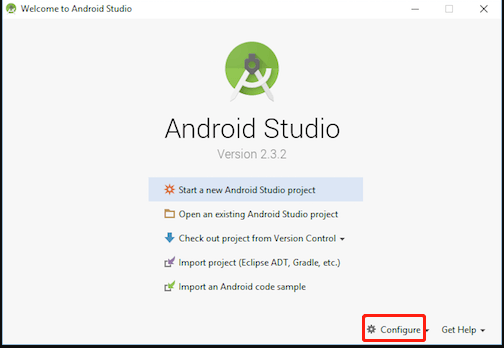 Welcome to Android Studio
Android Studio
Version 2.3.2
Start a new Android Studio project
Open an existing Android Studio project
Check out project from Version Control
Import project (Eclipse ADT, Gradle, etc.)
Import an Android code sample
Configure Get Help